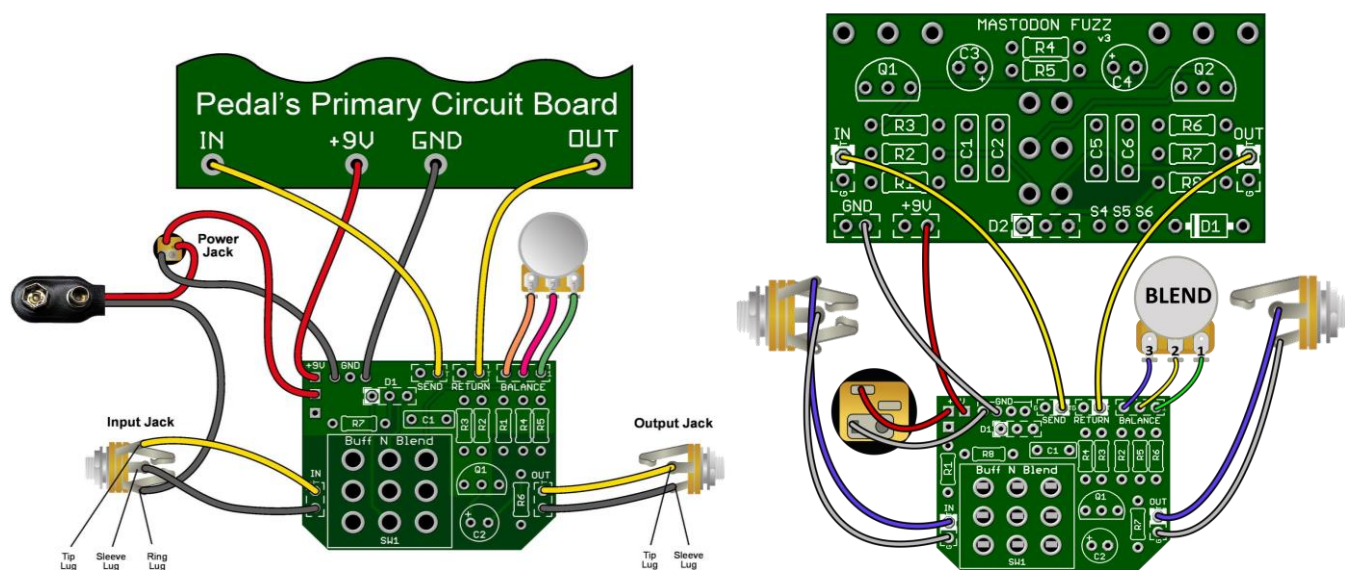 Pedal's Primary Circuit Board
IN
+9V
GND
OUT
Power
Jack
+9V
GND
D1
SEND
RETURN
BALANCE
1
R7
C1
R3
R2
R1
R4
R5
Buff N Blend
Q1
R6
C2
SW1
IN
OUT
Input Jack
Output Jack
Tip
Lug
Sleeve
Lug
Ring
Lug
Tip
Lug
Sleeve
Lug
MASTODON FUZZ
v3
C3
R4
R5
C4
Q1
Q2
IN
T
G
R3
R2
R1
C1
C2
C5
C6
R6
R7
R8
OUT
G
GND
+9V
D2
S4 S5 S6
D1
BLEND
3
2
1
GND
D1
SEND
RETURN
BALANCE
R1
R8
C1
R4
R3
R2
R5
R6
Buff N Blend
Q1
R7
C2
SW1
IN
G
OUT
G